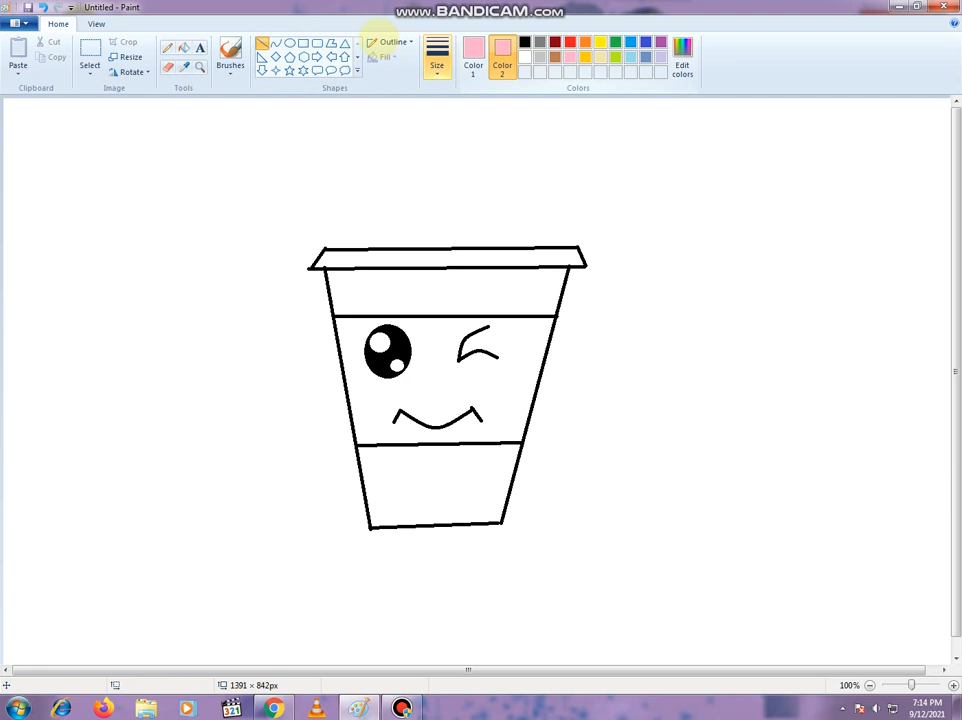 www.BANDICAM.com
Untitled - Paint
Home View
Paste
Cut
Copy
Clipboard
Select
Crop
Resize
Rotate
Image
Tools
Brushes
Shapes
Outline
Fill
Size
Color 1
Color 2
Edit colors
Colors
1391 × 842px
100%
321
7:14 PM
9/12/2021